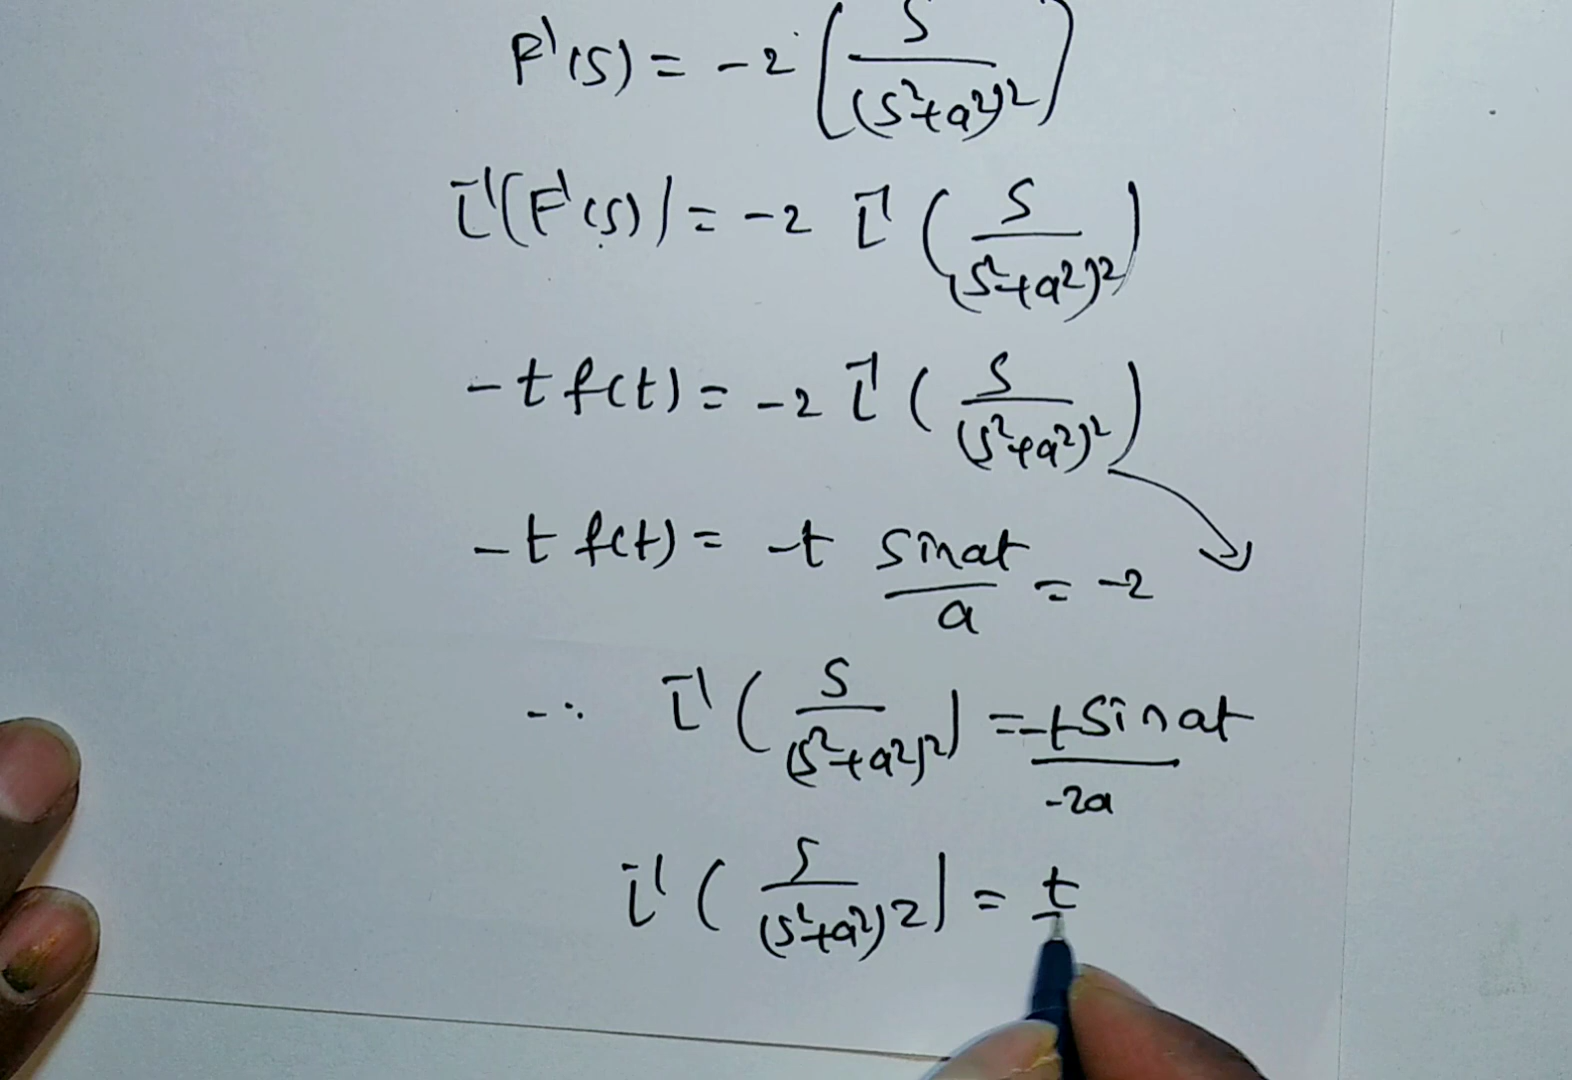 F'(s) = -2 (s/(s²+a²)²)
L⁻¹(F'(s)) = -2 L⁻¹(s/(s²+a²)²)
-t f(t) = -2 L⁻¹(s/(s²+a²)²)
-t f(t) = -t sinat/a = -2
∴ L⁻¹(s/(s²+a²)²) = -t sinat/-2a
L⁻¹(s/(s²+a²)²) = t